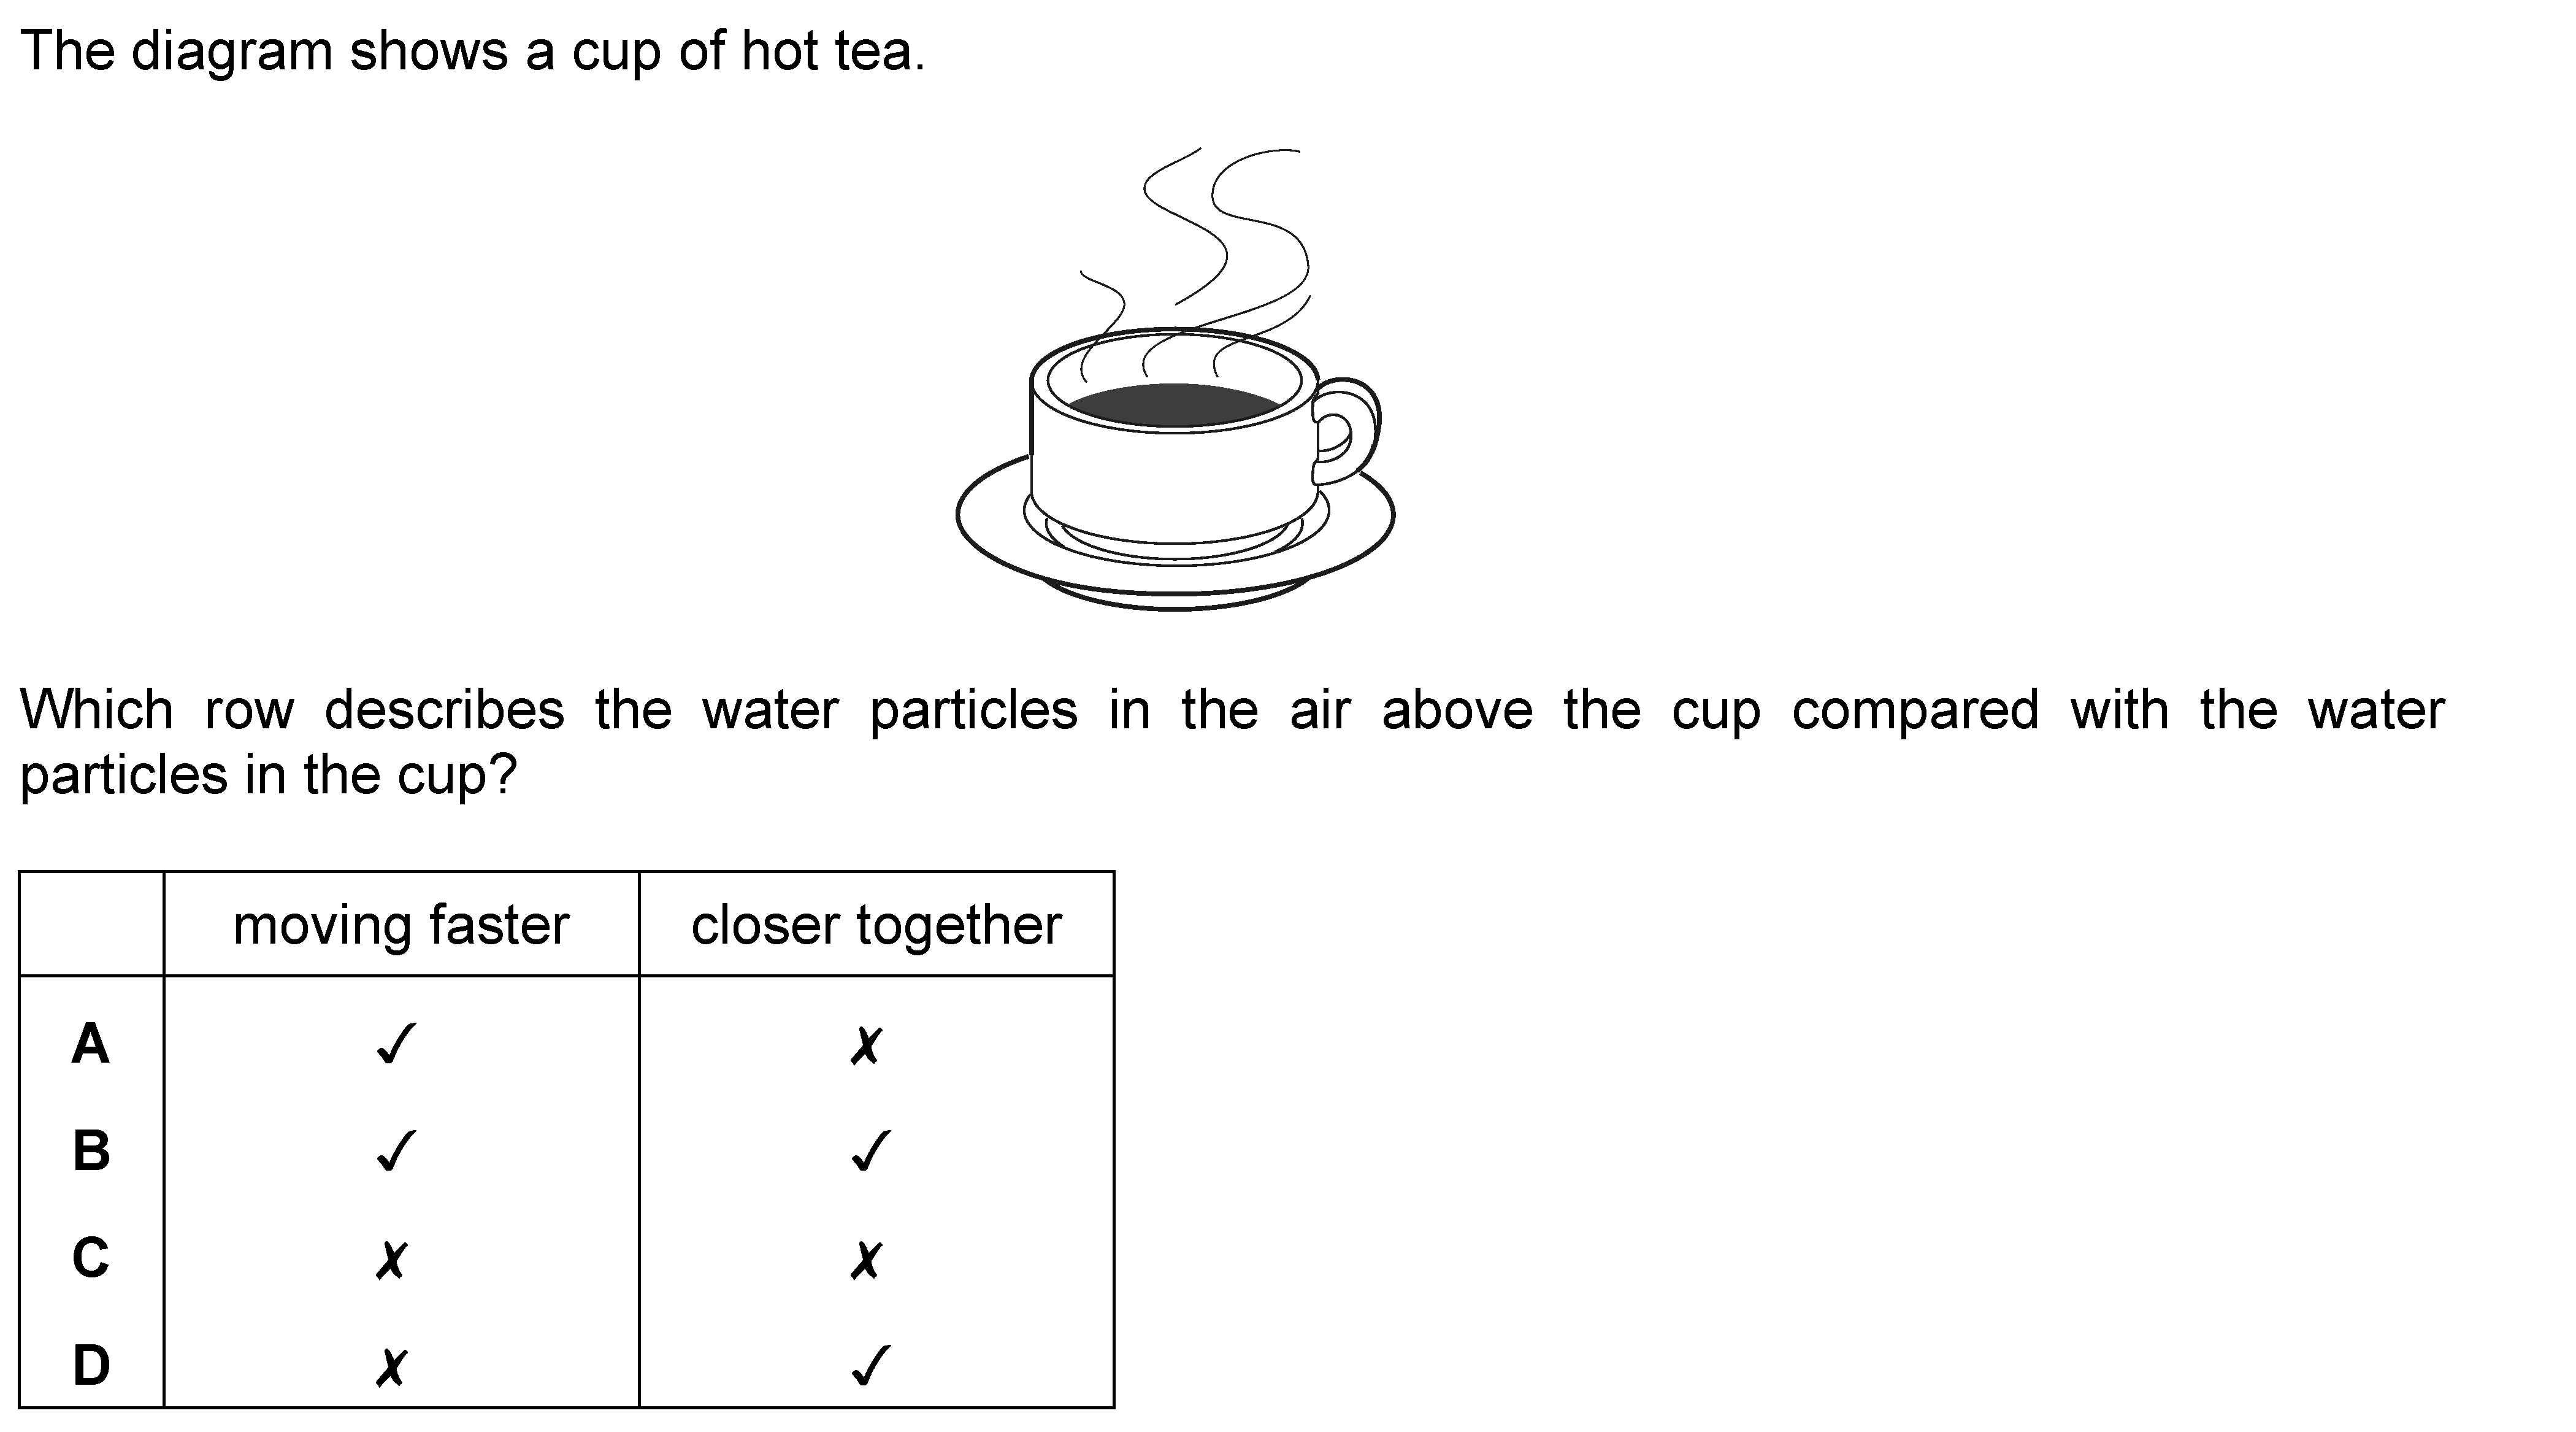 The diagram shows a cup of hot tea.
Which row describes the water particles in the air above the cup compared with the water
particles in the cup?
moving faster closer together
A ✓ ✗
B ✓ ✓
C ✗ ✗
D ✗ ✓